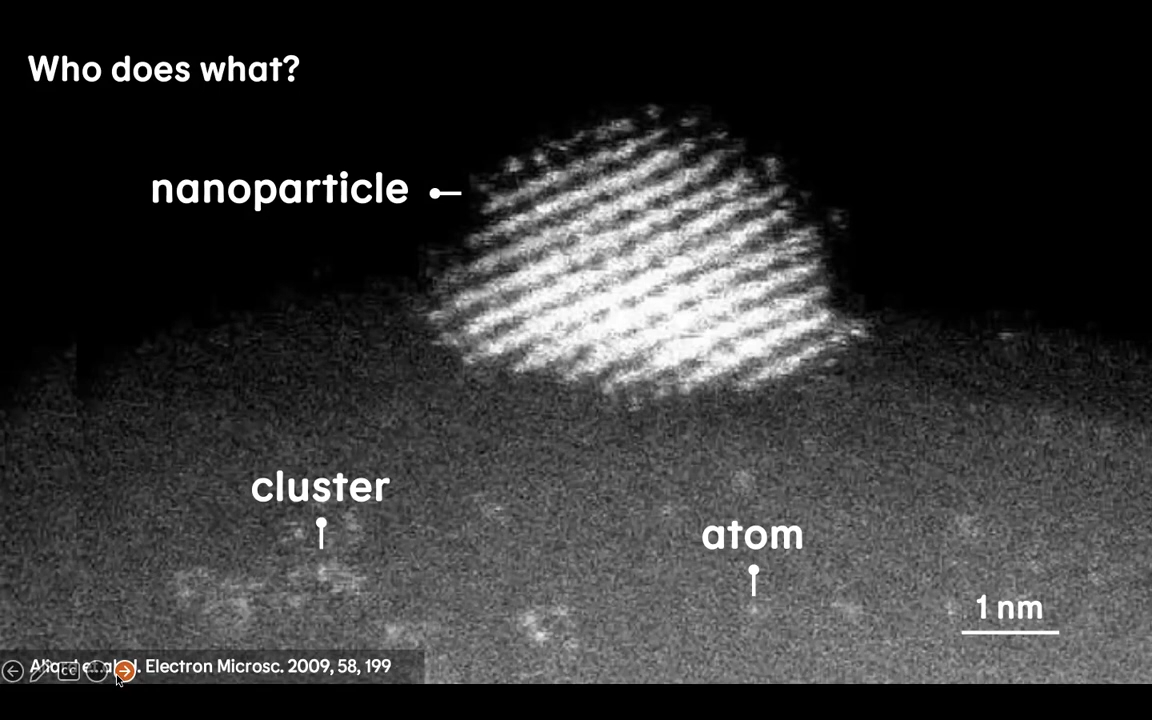 Who does what?
nanoparticle
cluster
atom
1 nm
Electron Microsc. 2009, 58, 199